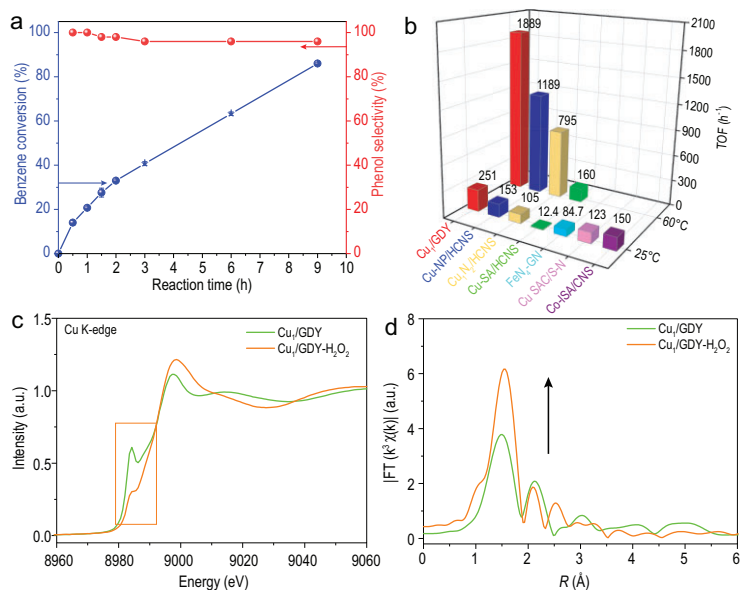 a
Benzene conversion (%)
100
80
60
40
20
0
0 1 2 3 4 5 6 7 8 9 10
Reaction time (h)
100
80
60
40
20
0
Phenol selectivity (%)
b
1889
1189
795
160
251
153
105
12.4
84.7
123
150
2100
1800
1500
1200
900
600
300
0
TOF (h⁻¹)
60°C
25°C
Cu₁/GDY
Cu-NP/HCNS
Cu₁N₂/HCNS
Cu-SA/HCNS
FeN₄-GN
Cu SAC/S-N
Co-ISA/CNS
c
Cu K-edge
Cu₁/GDY
Cu₁/GDY-H₂O₂
Intensity (a.u.)
1.5
1.0
0.5
0.0
8960 8980 9000 9020 9040 9060
Energy (eV)
d
Cu₁/GDY
Cu₁/GDY-H₂O₂
|FT (k³ χ(k)| (a.u.)
8
6
4
2
0
0 1 2 3 4 5 6
R (Å)